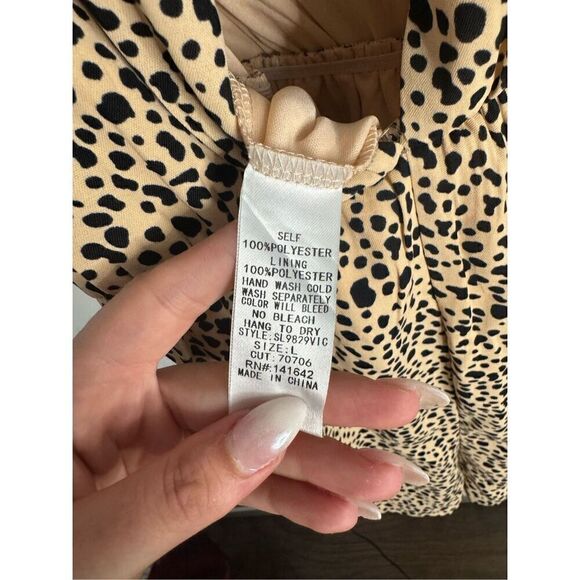 SELF
100%POLYESTER
LINING
100%POLYESTER
HAND WASH COLD
WASH SEPARATELY
COLOR WILL BLEED
NO BLEACH
HANG TO DRY
STYLE:SL9829VIC
SIZE:L
CUT:70706
RN#:141642
MADE IN CHINA